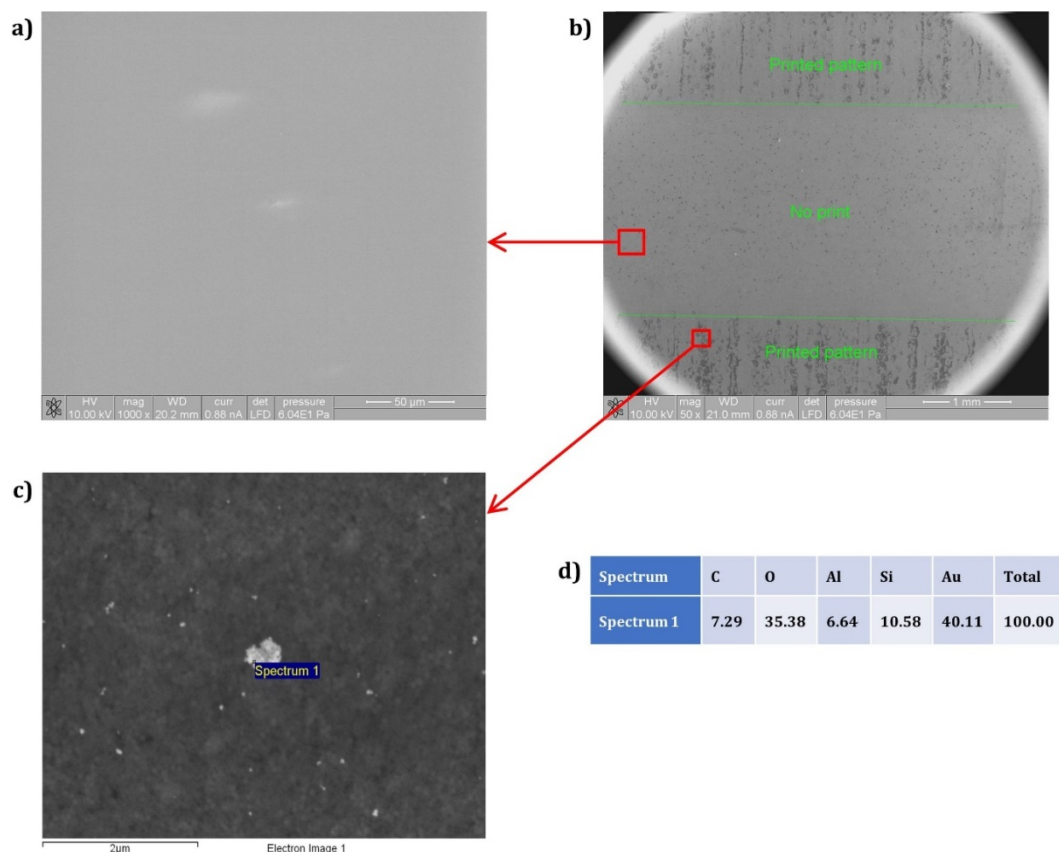 a)
b)
Printed pattern
No print
Printed pattern
HV mag WD curr det pressure 50 µm
10.00 kV 1000 x 20.2 mm 0.88 nA LFD 6.04E1 Pa
HV mag WD curr det pressure 1 mm
10.00 kV 50 x 21.0 mm 0.88 nA LFD 6.04E1 Pa
c)
Spectrum 1
2µm Electron Image 1
d)
Spectrum C O Al Si Au Total
Spectrum 1 7.29 35.38 6.64 10.58 40.11 100.00